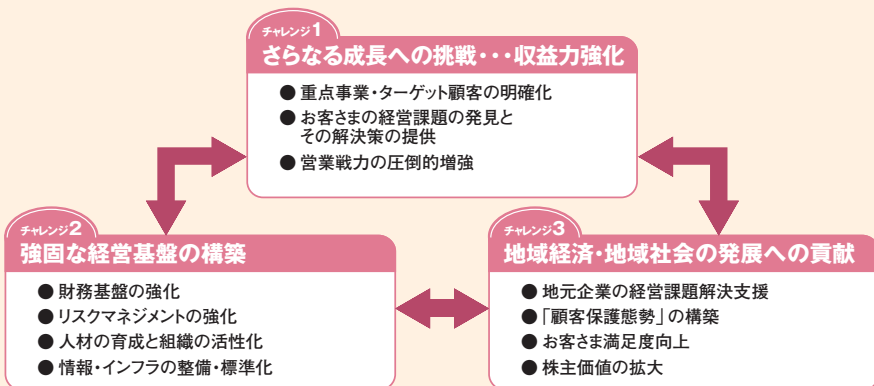 チャレンジ1
さらなる成長への挑戦･･･収益力強化
● 重点事業・ターゲット顧客の明確化
● お客さまの経営課題の発見と
その解決策の提供
● 営業戦力の圧倒的増強
チャレンジ2
強固な経営基盤の構築
● 財務基盤の強化
● リスクマネジメントの強化
● 人材の育成と組織の活性化
● 情報・インフラの整備・標準化
チャレンジ3
地域経済・地域社会の発展への貢献
● 地元企業の経営課題解決支援
● 「顧客保護態勢」の構築
● お客さま満足度向上
● 株主価値の拡大